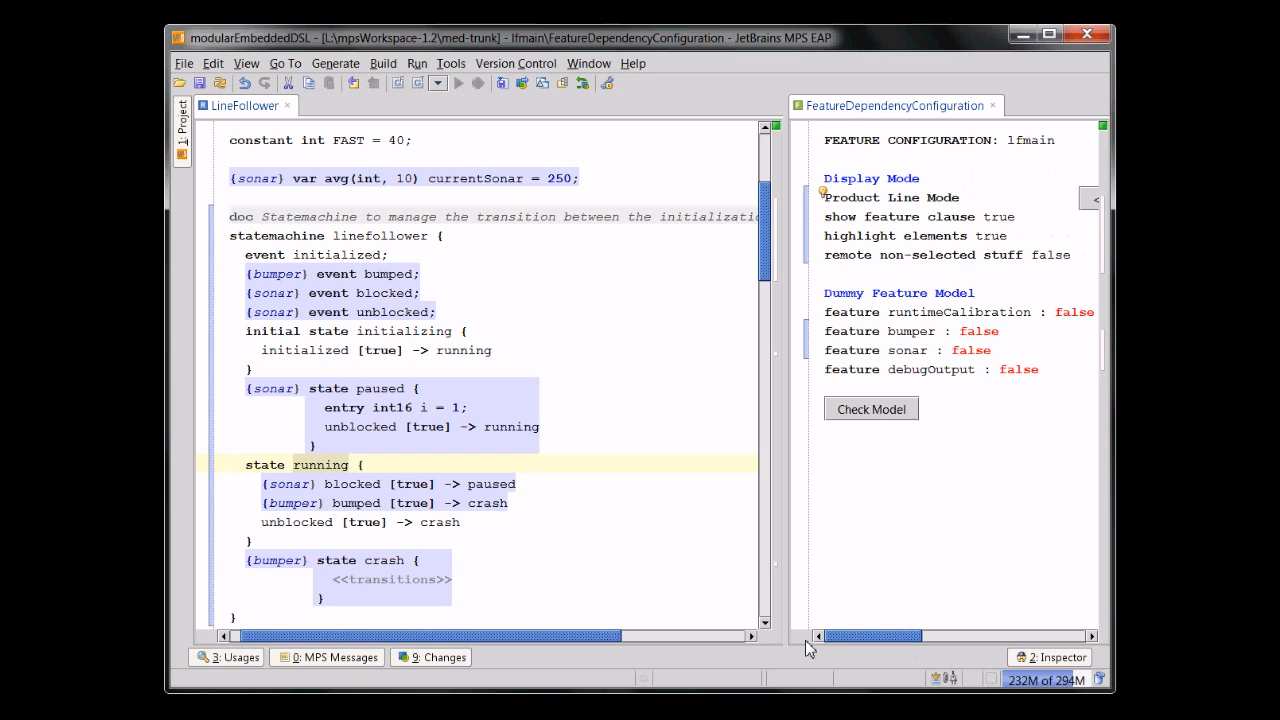 modularEmbeddedDSL - [L:\mpsWorkspace-1.2\med-trunk] - lfmain\FeatureDependencyConfiguration - JetBrains MPS EAP
File Edit View Go To Generate Build Run Tools Version Control Window Help
1: Project
LineFollower
constant int FAST = 40;
{sonar} var avg(int, 10) currentSonar = 250;
doc Statemachine to manage the transition between the
statemachine linefollower {
event initialized;
{bumper} event bumped;
{sonar} event blocked;
{sonar} event unblocked;
initial state initializing {
initialized [true] -> running
}
{sonar} state paused {
entry int16 i = 1;
unblocked [true] -> running
}
state running {
{sonar} blocked [true] -> paused
{bumper} bumped [true] -> crash
unblocked [true] -> crash
}
{bumper} state crash {
<<transitions>>
}
}
FeatureDependencyConfiguration
FEATURE CONFIGURATION: lfmain
Display Mode
Product Line Mode
<
show feature clause true
highlight elements true
remote non-selected stuff false
Dummy Feature Model
feature runtimeCalibration : false
feature bumper : false
feature sonar : false
feature debugOutput : false
Check Model
3: Usages 0: MPS Messages 9: Changes 2: Inspector
232M of 294M